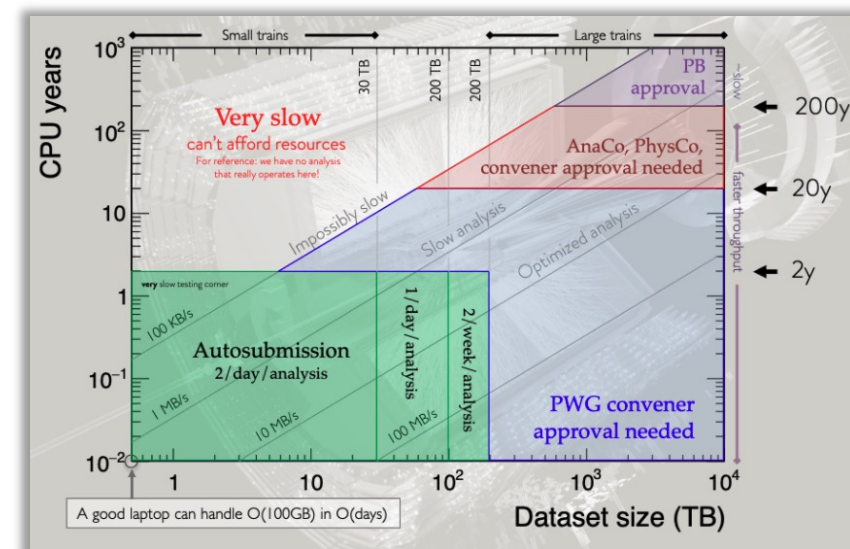 Small trains
Large trains
CPU years
10³
10²
10
1
10⁻¹
10⁻²
30 TB
200 TB
200 TB
~slow
faster throughput
Very slow
can't afford resources
For reference: we have no analysis
that really operates here!
PB
approval
AnaCo, PhysCo,
convener approval needed
200y
20y
2y
Impossibly slow
Slow analysis
Optimized analysis
very slow testing corner
100 KB/s
1 MB/s
10 MB/s
100 MB/s
Autosubmission
2/day/analysis
1/day/analysis
2/week/analysis
PWG convener
approval needed
1
10
10²
10³
10⁴
A good laptop can handle O(100GB) in O(days)
Dataset size (TB)